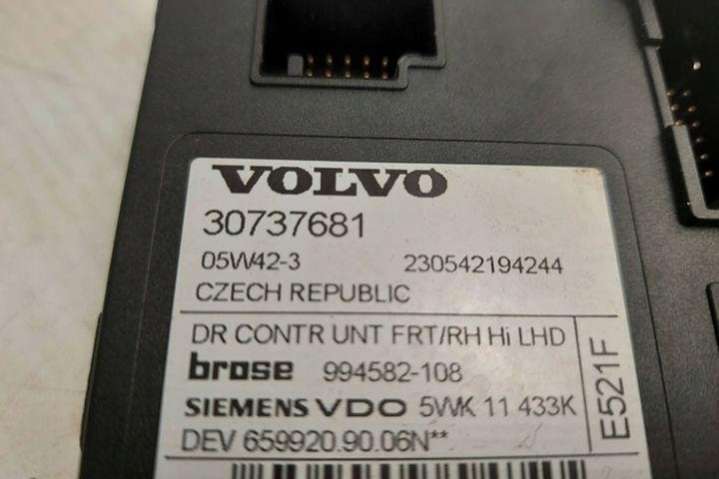 VOLVO
30737681
05W42-3 230542194244
CZECH REPUBLIC
DR CONTR UNT FRT/RH Hi LHD
brose 994582-108
SIEMENS VDO 5WK 11 433K
DEV 659920.90.06N**
E521F